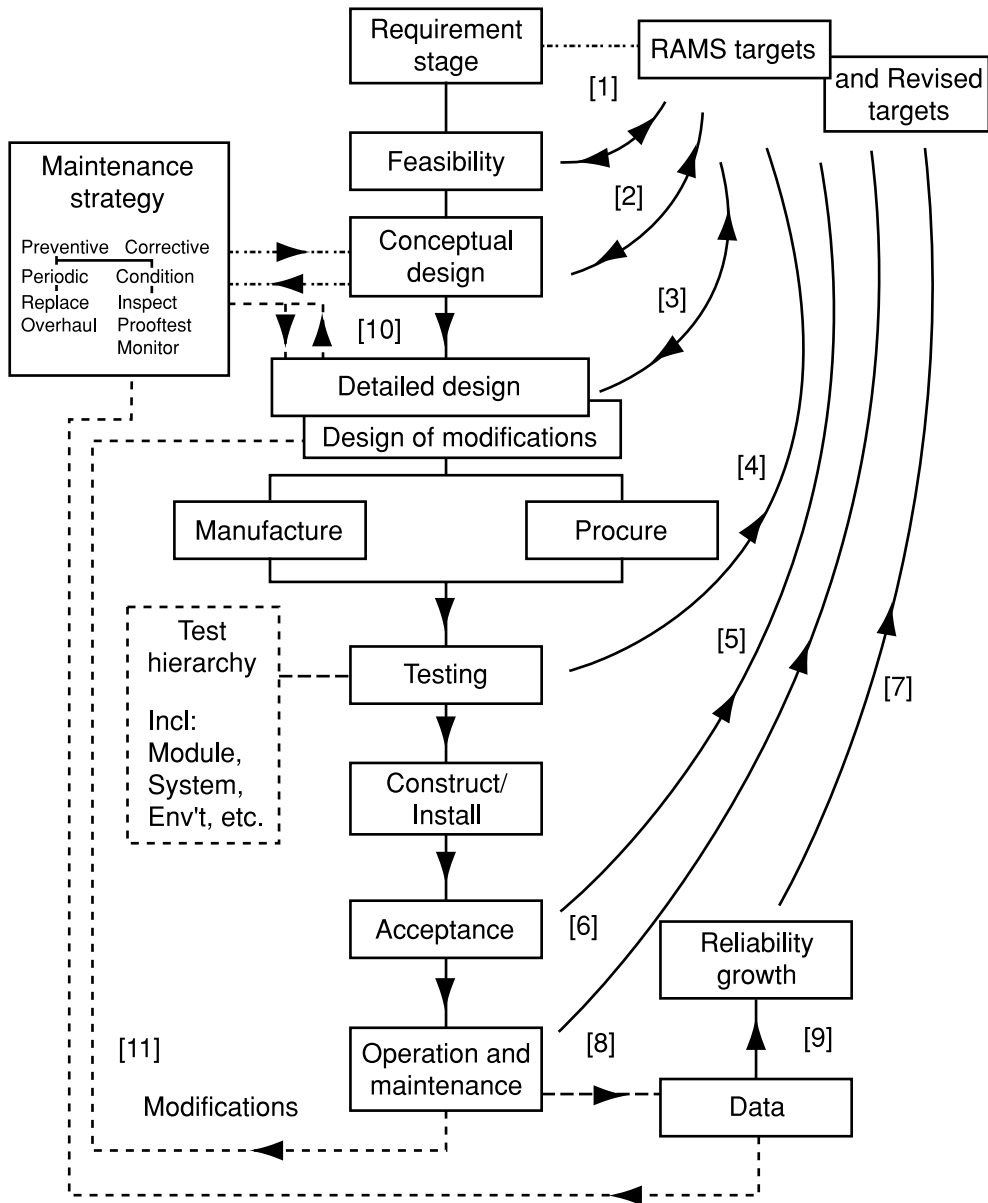 Requirement
stage
RAMS targets
and Revised
targets
[1]
Feasibility
Maintenance
strategy
Preventive Corrective
Periodic Condition
Replace Inspect
Overhaul Prooftest
Monitor
[2]
Conceptual
design
[3]
[10]
Detailed design
Design of modifications
[4]
Manufacture
Procure
Test
hierarchy
Incl:
Module,
System,
Env't, etc.
Testing
[5]
[7]
Construct/
Install
Acceptance
[6]
Reliability
growth
[11]
Operation and
maintenance
[8]
[9]
Modifications
Data